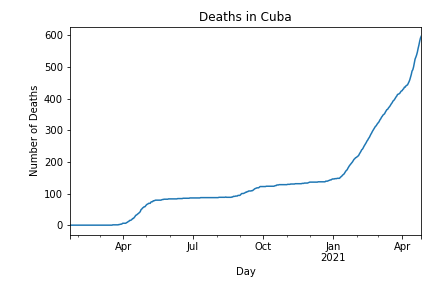 Deaths in Cuba
600
500
400
300
200
100
0
Number of Deaths
Apr
Jul
Oct
Jan
2021
Apr
Day